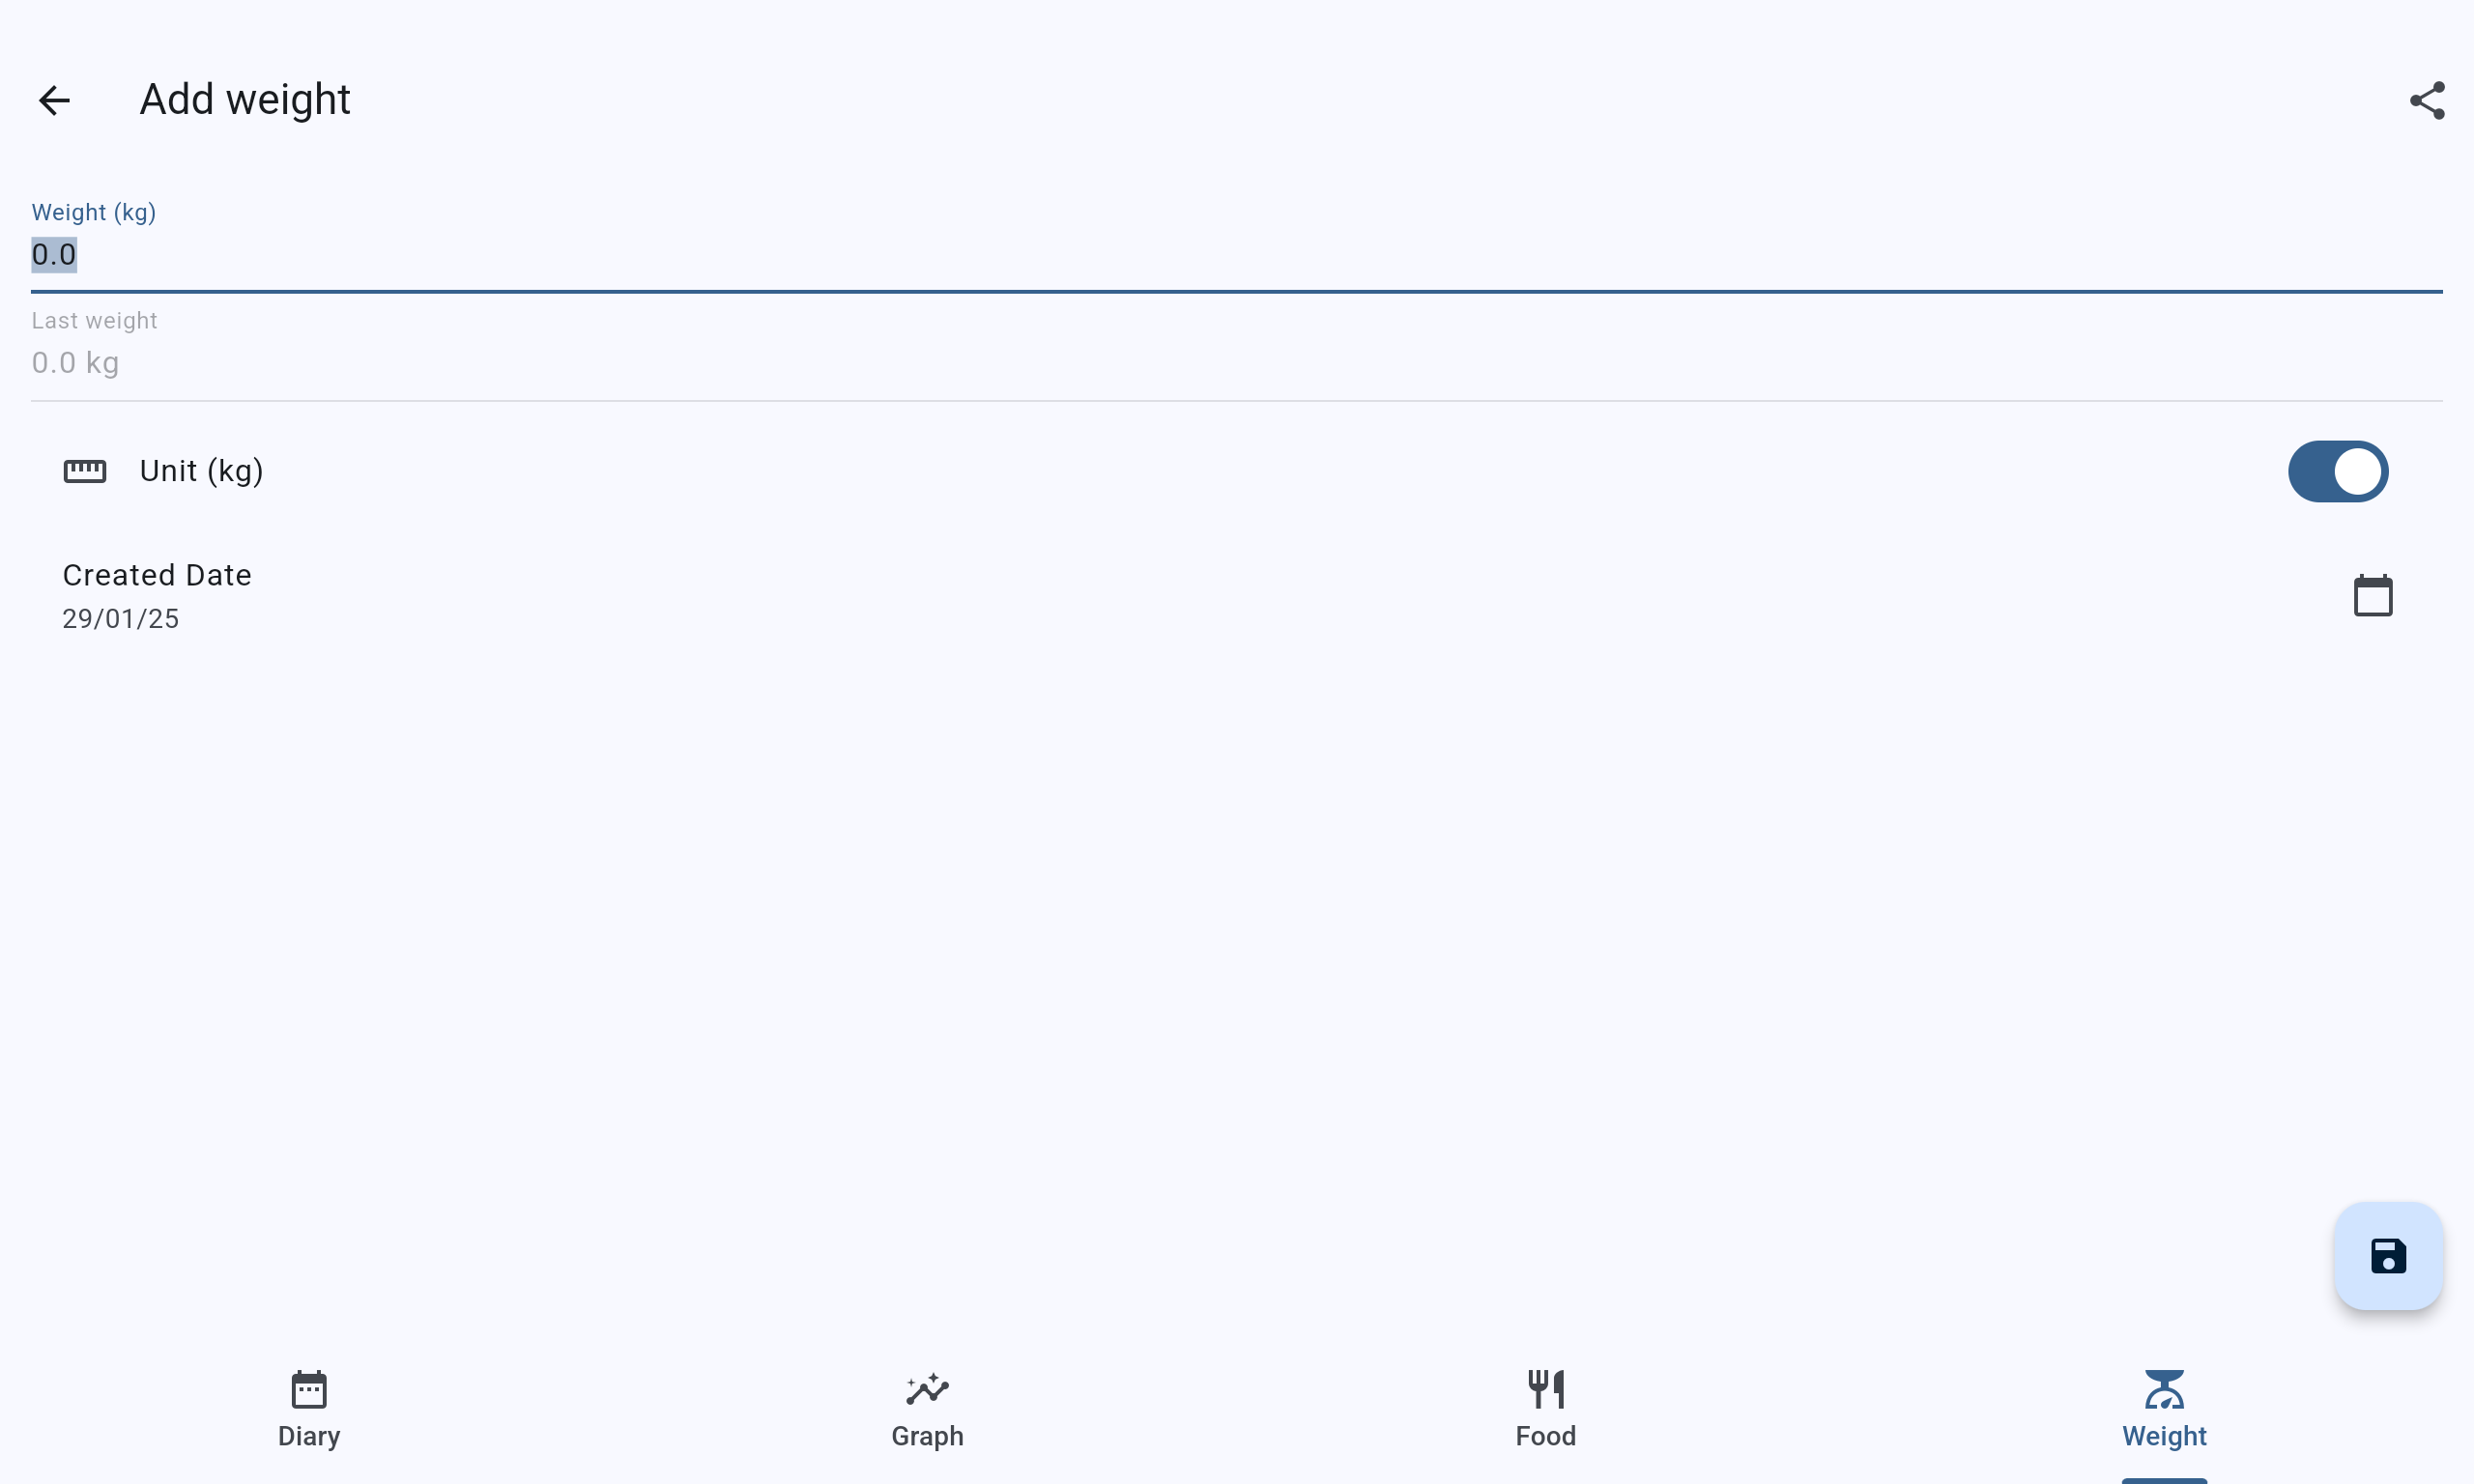 Add weight
Weight (kg)
0.0
Last weight
0.0 kg
Unit (kg)
Created Date
29/01/25
Diary
Graph
Food
Weight